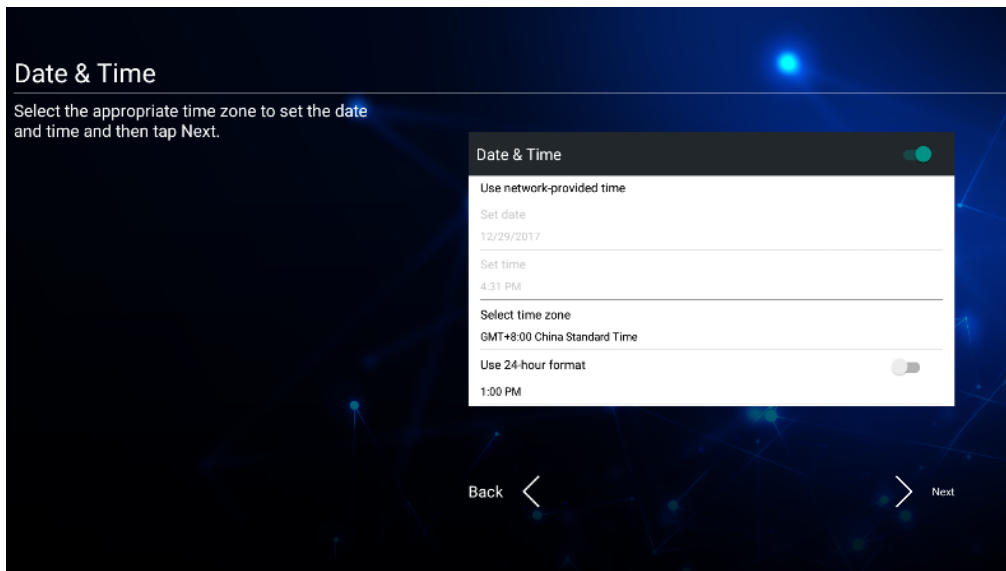 Date & Time
Select the appropriate time zone to set the date
and time and then tap Next.
Date & Time
Use network-provided time
Set date
12/29/2017
Set time
4:31 PM
Select time zone
GMT+8:00 China Standard Time
Use 24-hour format
1:00 PM
Back
Next